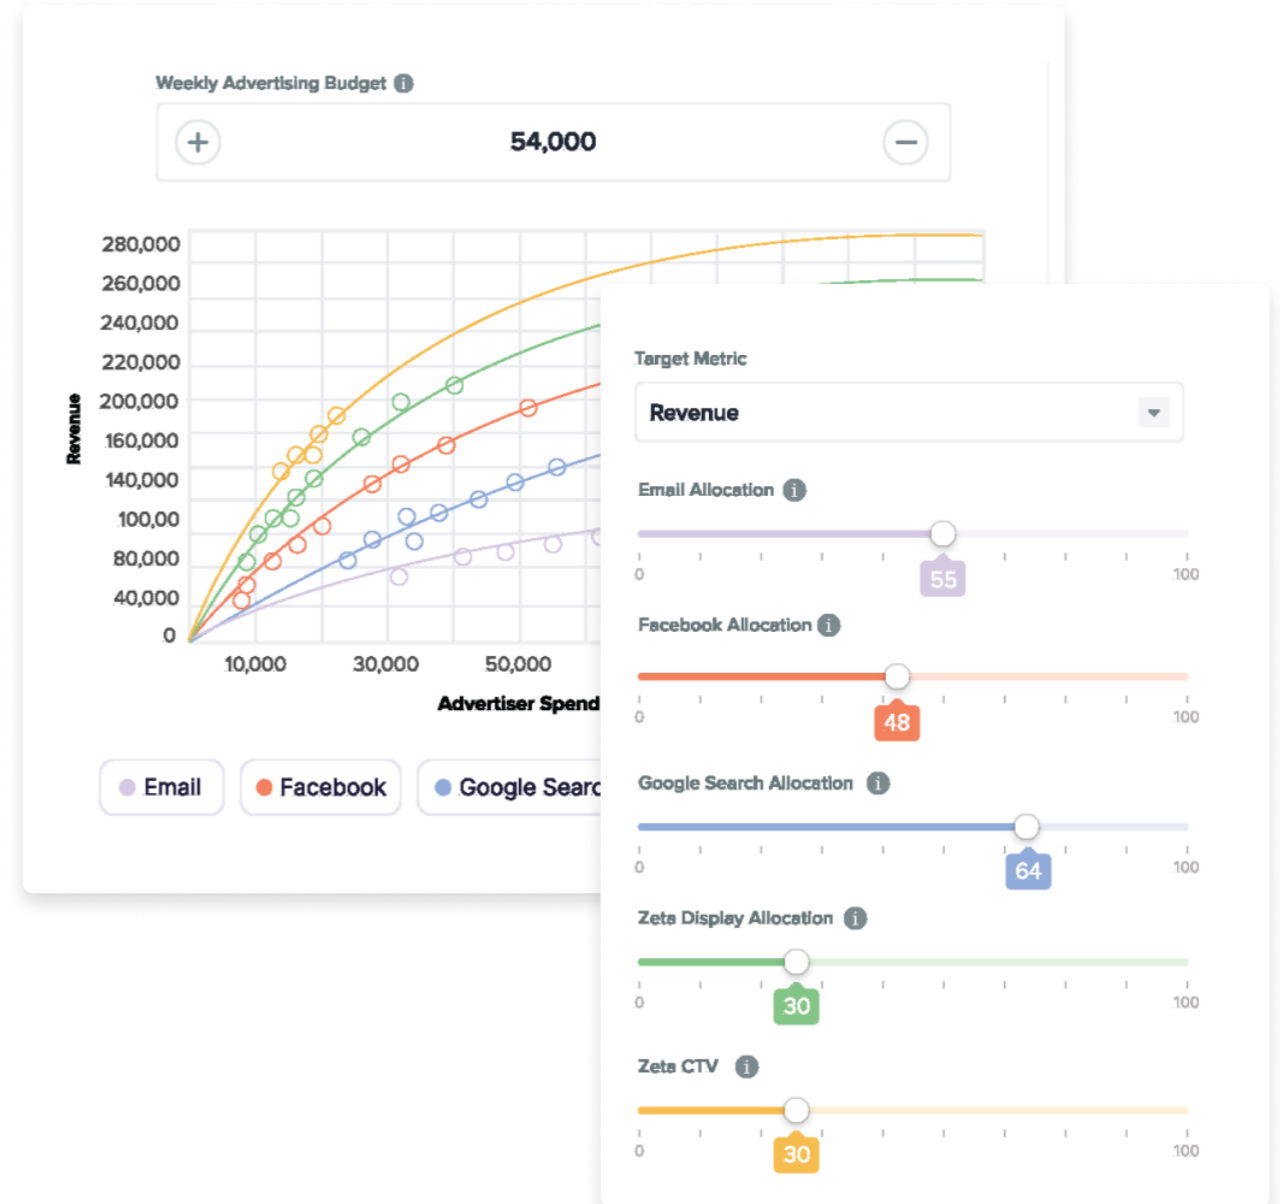 Weekly Advertising Budget
54,000
280,000
260,000
240,000
220,000
200,000
160,000
140,000
100,00
80,000
40,000
0
Revenue
10,000 30,000 50,000
Advertiser Spend
Email Facebook Google Searc
Target Metric
Revenue
Email Allocation
0 100
55
Facebook Allocation
0 100
48
Google Search Allocation
0 100
64
Zeta Display Allocation
0 100
30
Zeta CTV
0 100
30